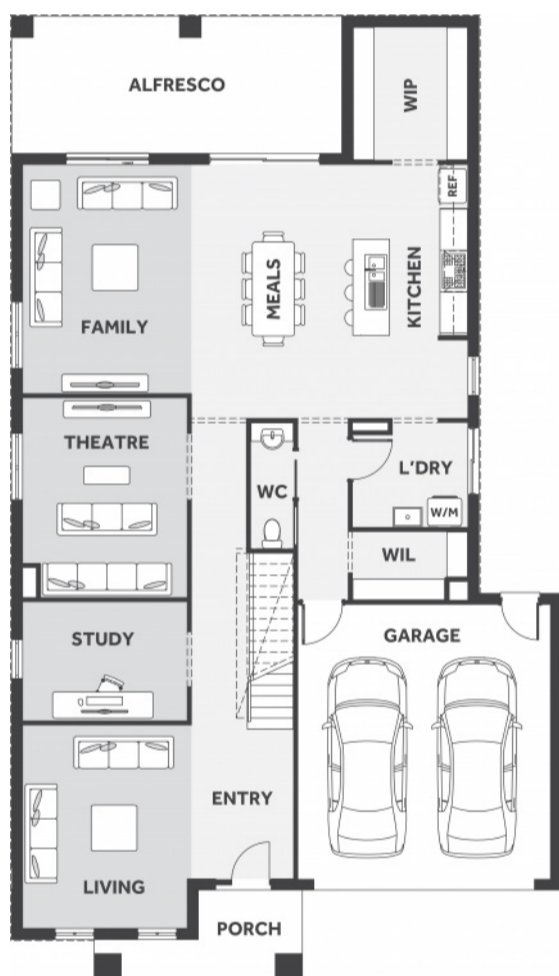 ALFRESCO
WIP
REF
MEALS
KITCHEN
FAMILY
THEATRE
L'DRY
WC
W/M
WIL
STUDY
GARAGE
ENTRY
LIVING
PORCH